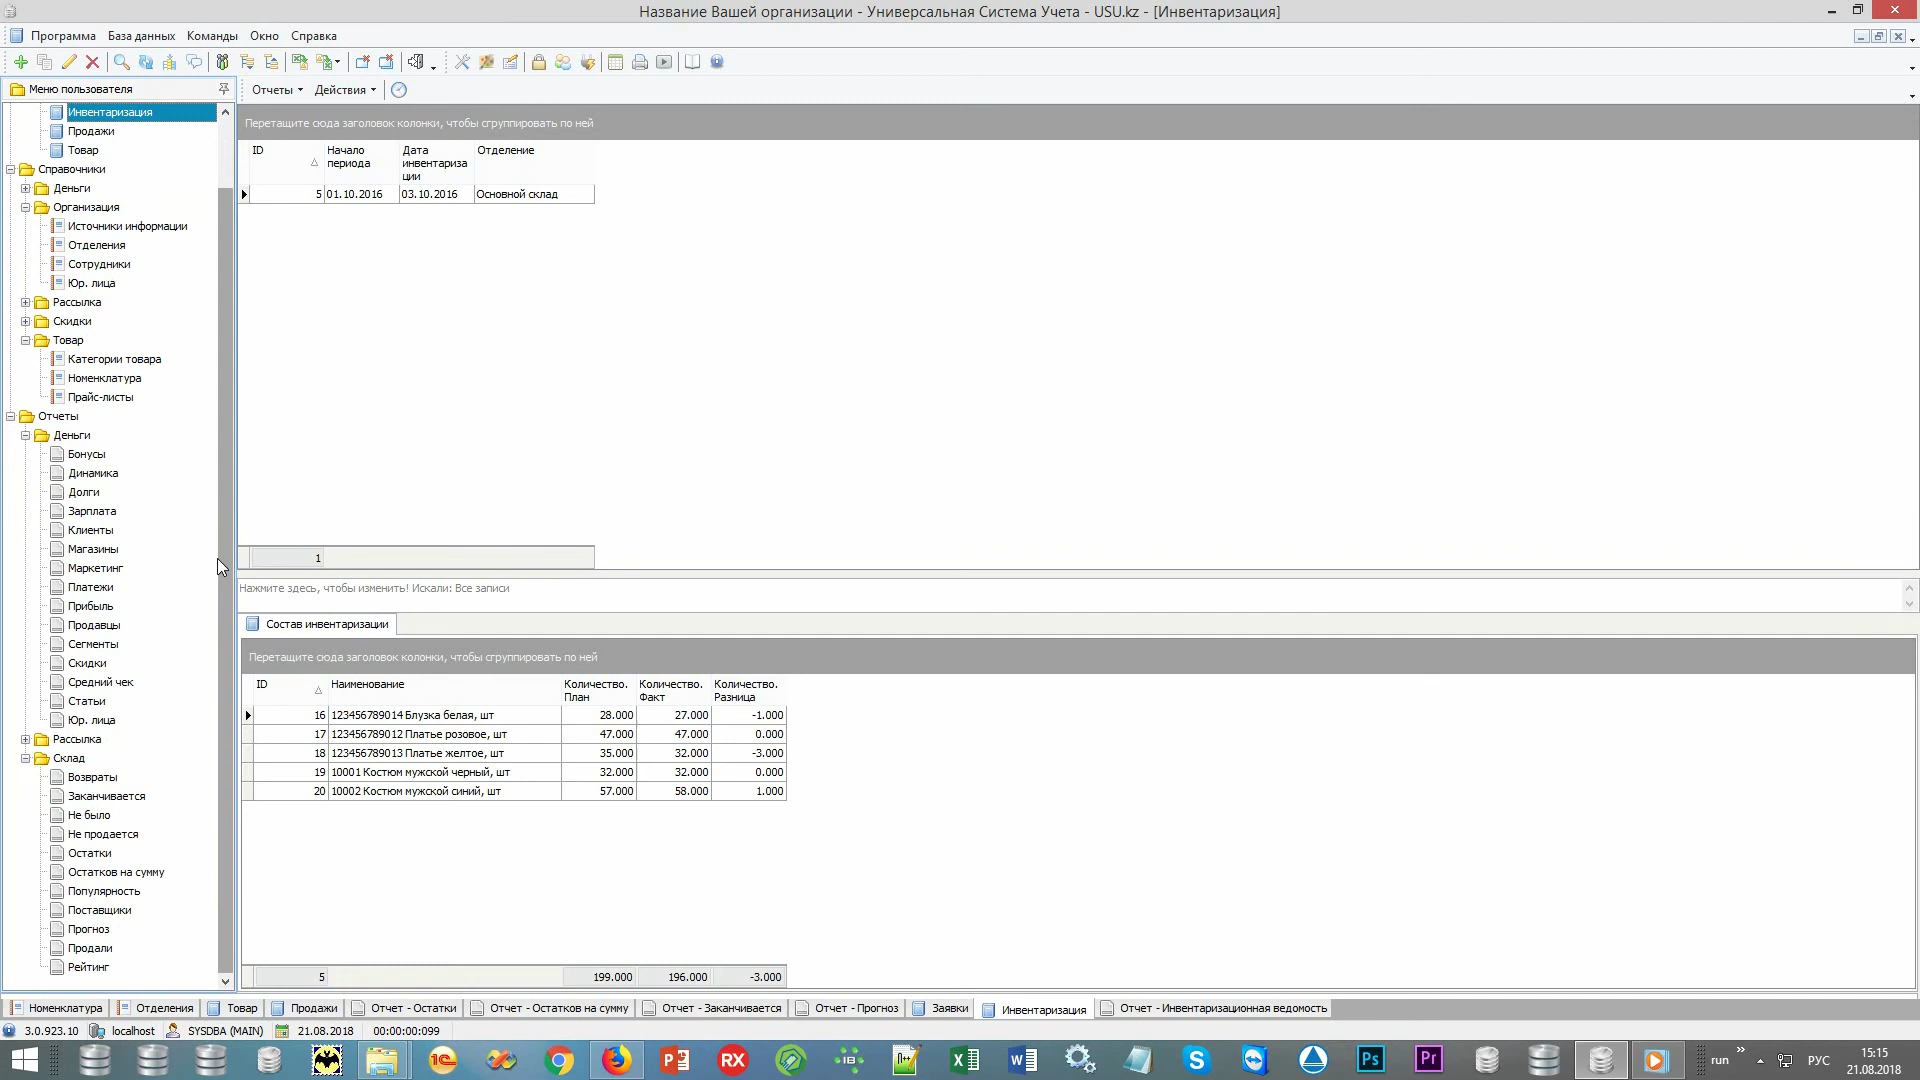 Название Вашей организации - Универсальная Система Учета - USU.kz - [Инвентаризация]
Программа База данных Команды Окно Справка
Меню пользователя
Отчеты Действия
Инвентаризация
Продажи
Товар
Справочники
Деньги
Организация
Источники информации
Отделения
Сотрудники
Юр. лица
Рассылка
Скидки
Товар
Категории товара
Номенклатура
Прайс-листы
Отчеты
Деньги
Бонусы
Динамика
Долги
Зарплата
Клиенты
Магазины
Маркетинг
Платежи
Прибыль
Продавцы
Сегменты
Скидки
Средний чек
Статьи
Юр. лица
Рассылка
Склад
Возвраты
Заканчивается
Не было
Не продается
Остатки
Остатков на сумму
Популярность
Поставщики
Прогноз
Продали
Рейтинг
Перетащите сюда заголовок колонки, чтобы сгруппировать по ней
ID Начало периода Дата инвентаризации Отделение
5 01.10.2016 03.10.2016 Основной склад
1
Нажмите здесь, чтобы изменить! Искали: Все записи
Состав инвентаризации
Перетащите сюда заголовок колонки, чтобы сгруппировать по ней
ID Наименование Количество. План Количество. Факт Количество. Разница
16 123456789014 Блузка белая, шт 28.000 27.000 -1.000
17 123456789012 Платье розовое, шт 47.000 47.000 0.000
18 123456789013 Платье желтое, шт 35.000 32.000 -3.000
19 10001 Костюм мужской черный, шт 32.000 32.000 0.000
20 10002 Костюм мужской синий, шт 57.000 58.000 1.000
5 199.000 196.000 -3.000
Номенклатура Отделения Товар Продажи Отчет - Остатки Отчет - Остатков на сумму Отчет - Заканчивается Отчет - Прогноз Заявки Инвентаризация Отчет - Инвентаризационная ведомость
3.0.923.10 localhost SYSDBA (MAIN) 21.08.2018 00:00:00:099
run » РУС 15:15
21.08.2018